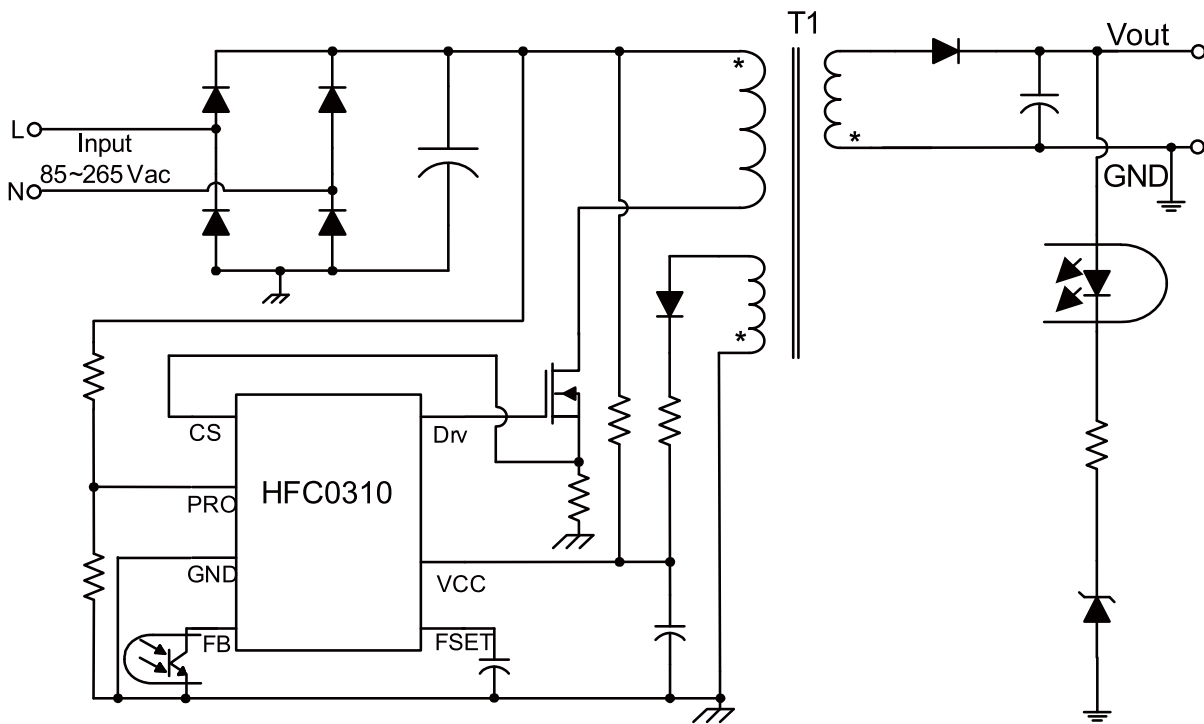 T1
*
Vout
L
Input
85~265 Vac
N
*
GND
*
CS
Drv
HFC0310
PRO
GND
VCC
FB
FSET